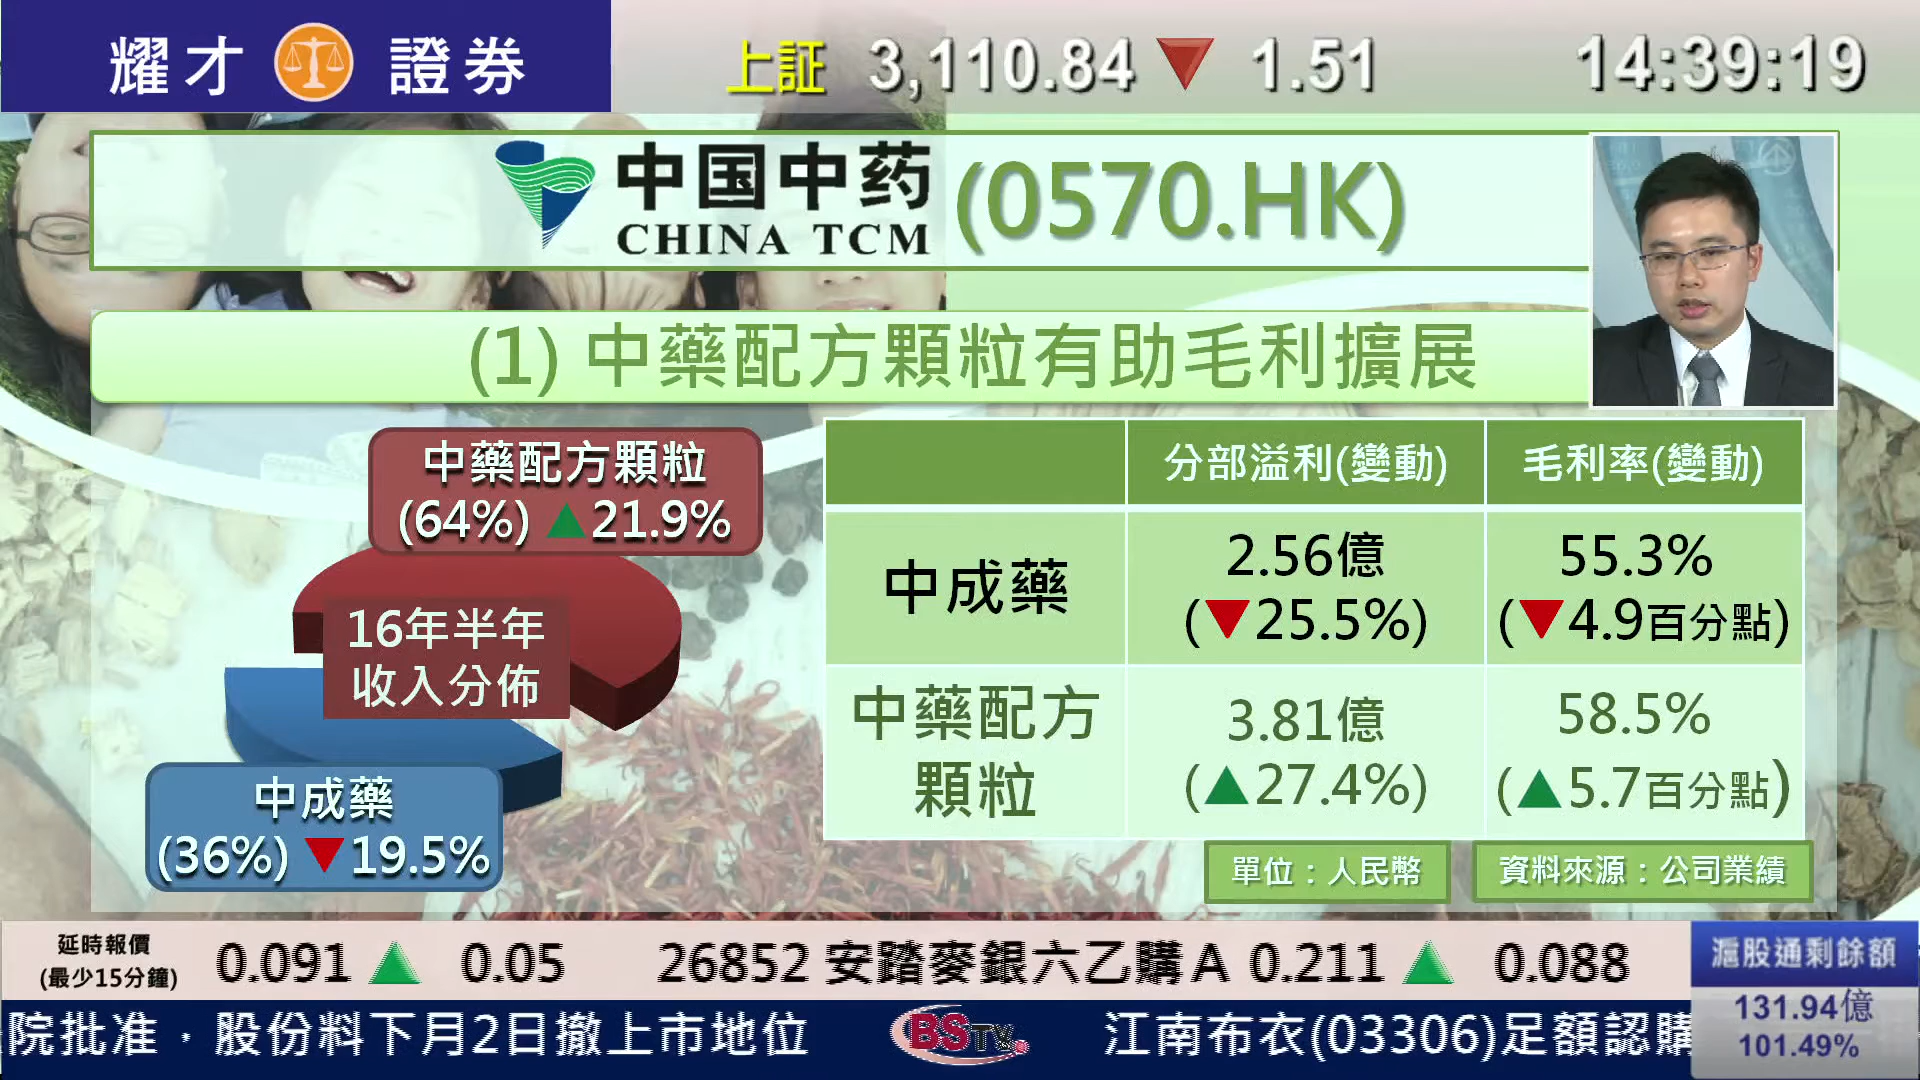 耀才 證券
上証 3,110.84 ▼ 1.51 14:39:19
中国中药 CHINA TCM (0570.HK)
(1) 中藥配方顆粒有助毛利擴展
中藥配方顆粒
(64%) ▲21.9%
16年半年
收入分佈
中成藥
(36%) ▼19.5%
分部溢利(變動) 毛利率(變動)
中成藥 2.56億 55.3%
(▼25.5%) (▼4.9百分點)
中藥配方
顆粒
3.81億 58.5%
(▲27.4%) (▲5.7百分點)
單位：人民幣 資料來源：公司業績
延時報價
(最少15分鐘)
0.091 ▲ 0.05 26852 安踏麥銀六乙購A 0.211 ▲ 0.088
滬股通剩餘額
131.94億
101.49%
院批准，股份料下月2日撤上市地位 BSTV 江南布衣(03306)足額認購